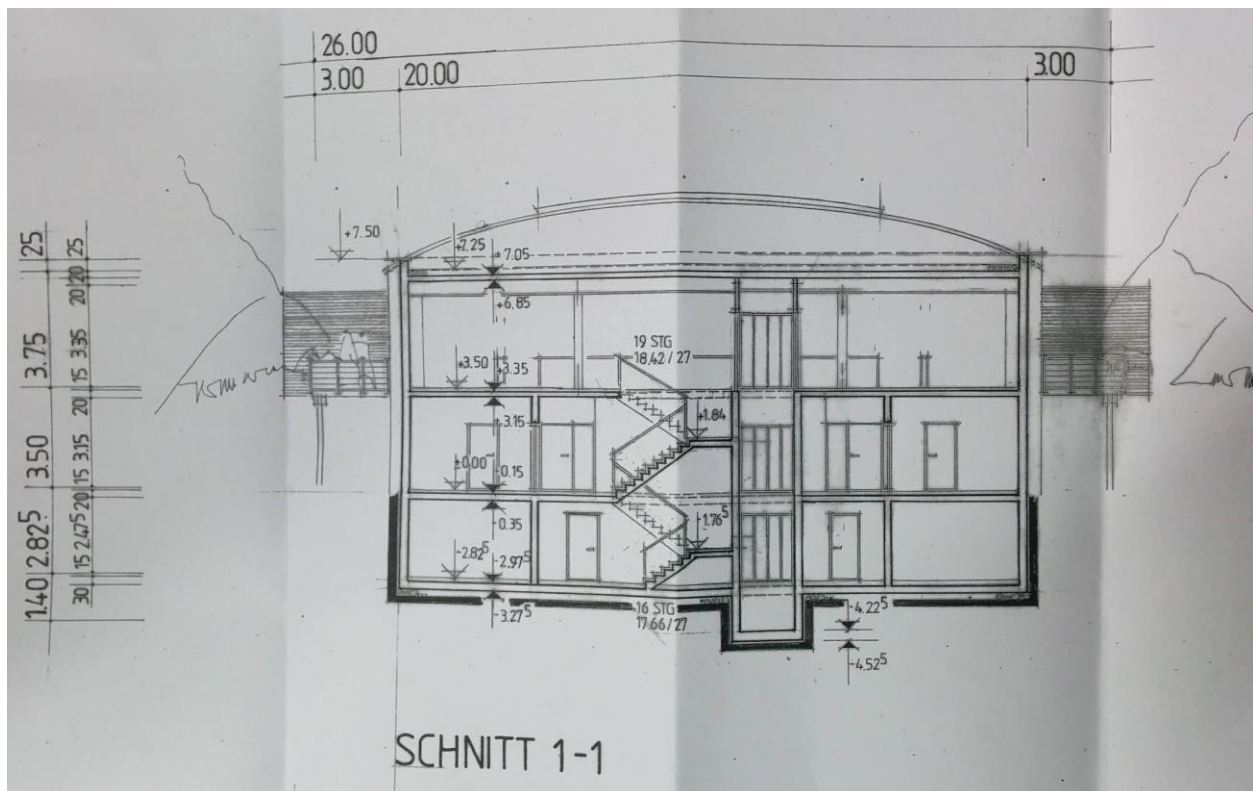 26.00
3.00 20.00 3.00
+7.50
+7.25
+7.05
+6.85
19 STG
18.42 / 27
+3.50
+3.35
+3.15
+1.84
±0.00
-0.15
-0.35
-1.76⁵
-2.82⁵
-2.97⁵
-3.27⁵
16 STG
17.66 / 27
-4.22⁵
-4.52⁵
1.40 2.825 3.50 3.75 25
30 15 2.475 20 15 3.15 20 15 3.35 20 20 25
SCHNITT 1-1